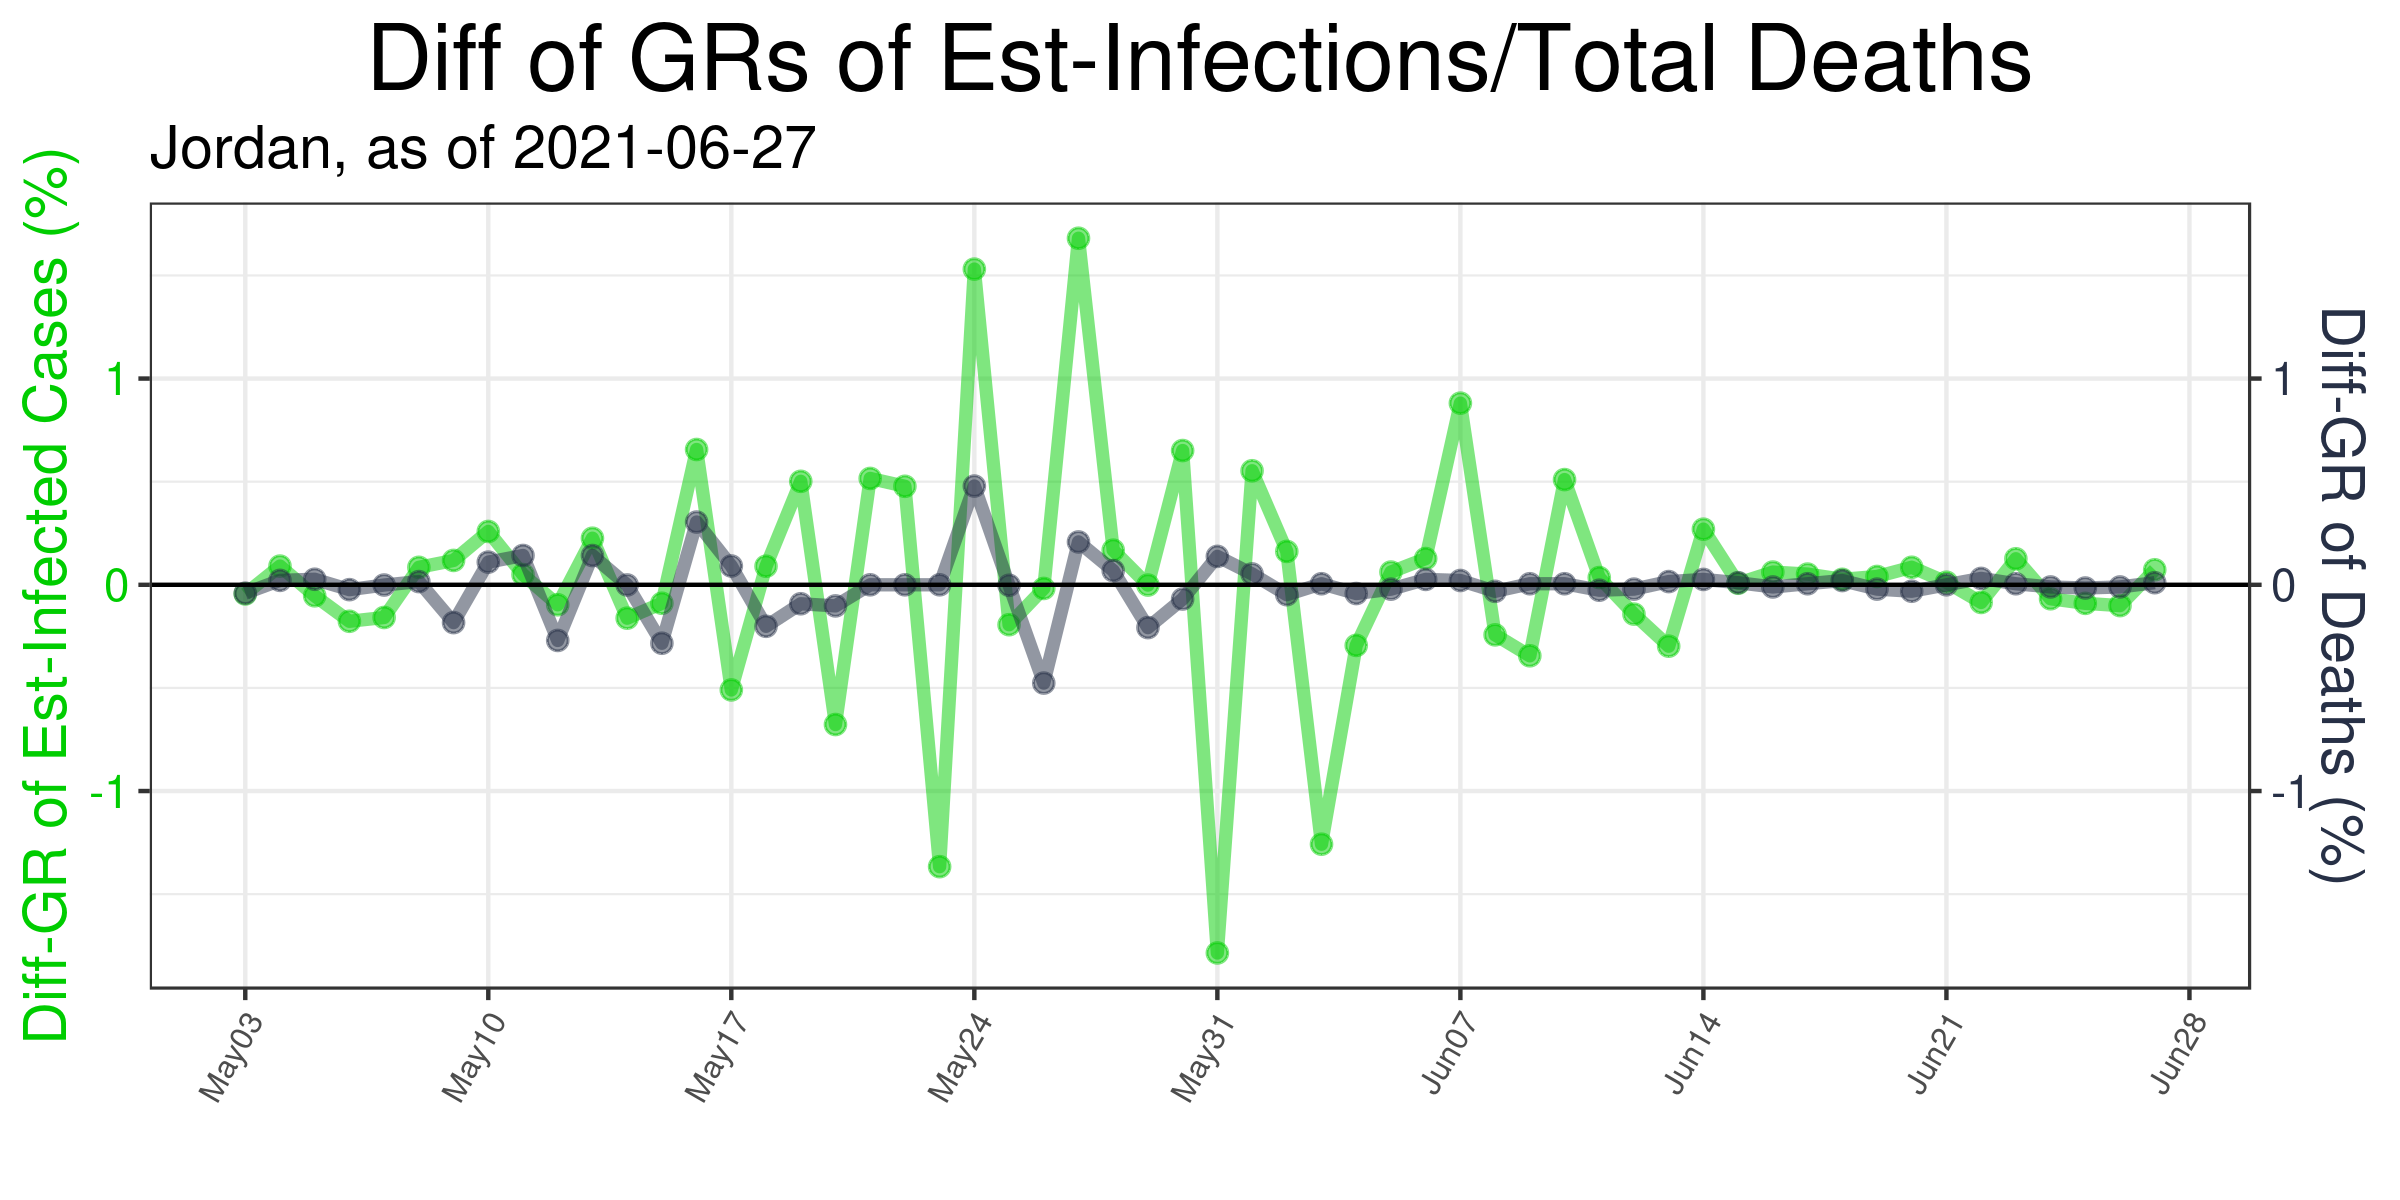 Diff of GRs of Est-Infections/Total Deaths
Jordan, as of 2021-06-27
Diff-GR of Est-Infected Cases (%)
1
0
-1
1
0
-1
Diff-GR of Deaths (%)
May03
May10
May17
May24
May31
Jun07
Jun14
Jun21
Jun28